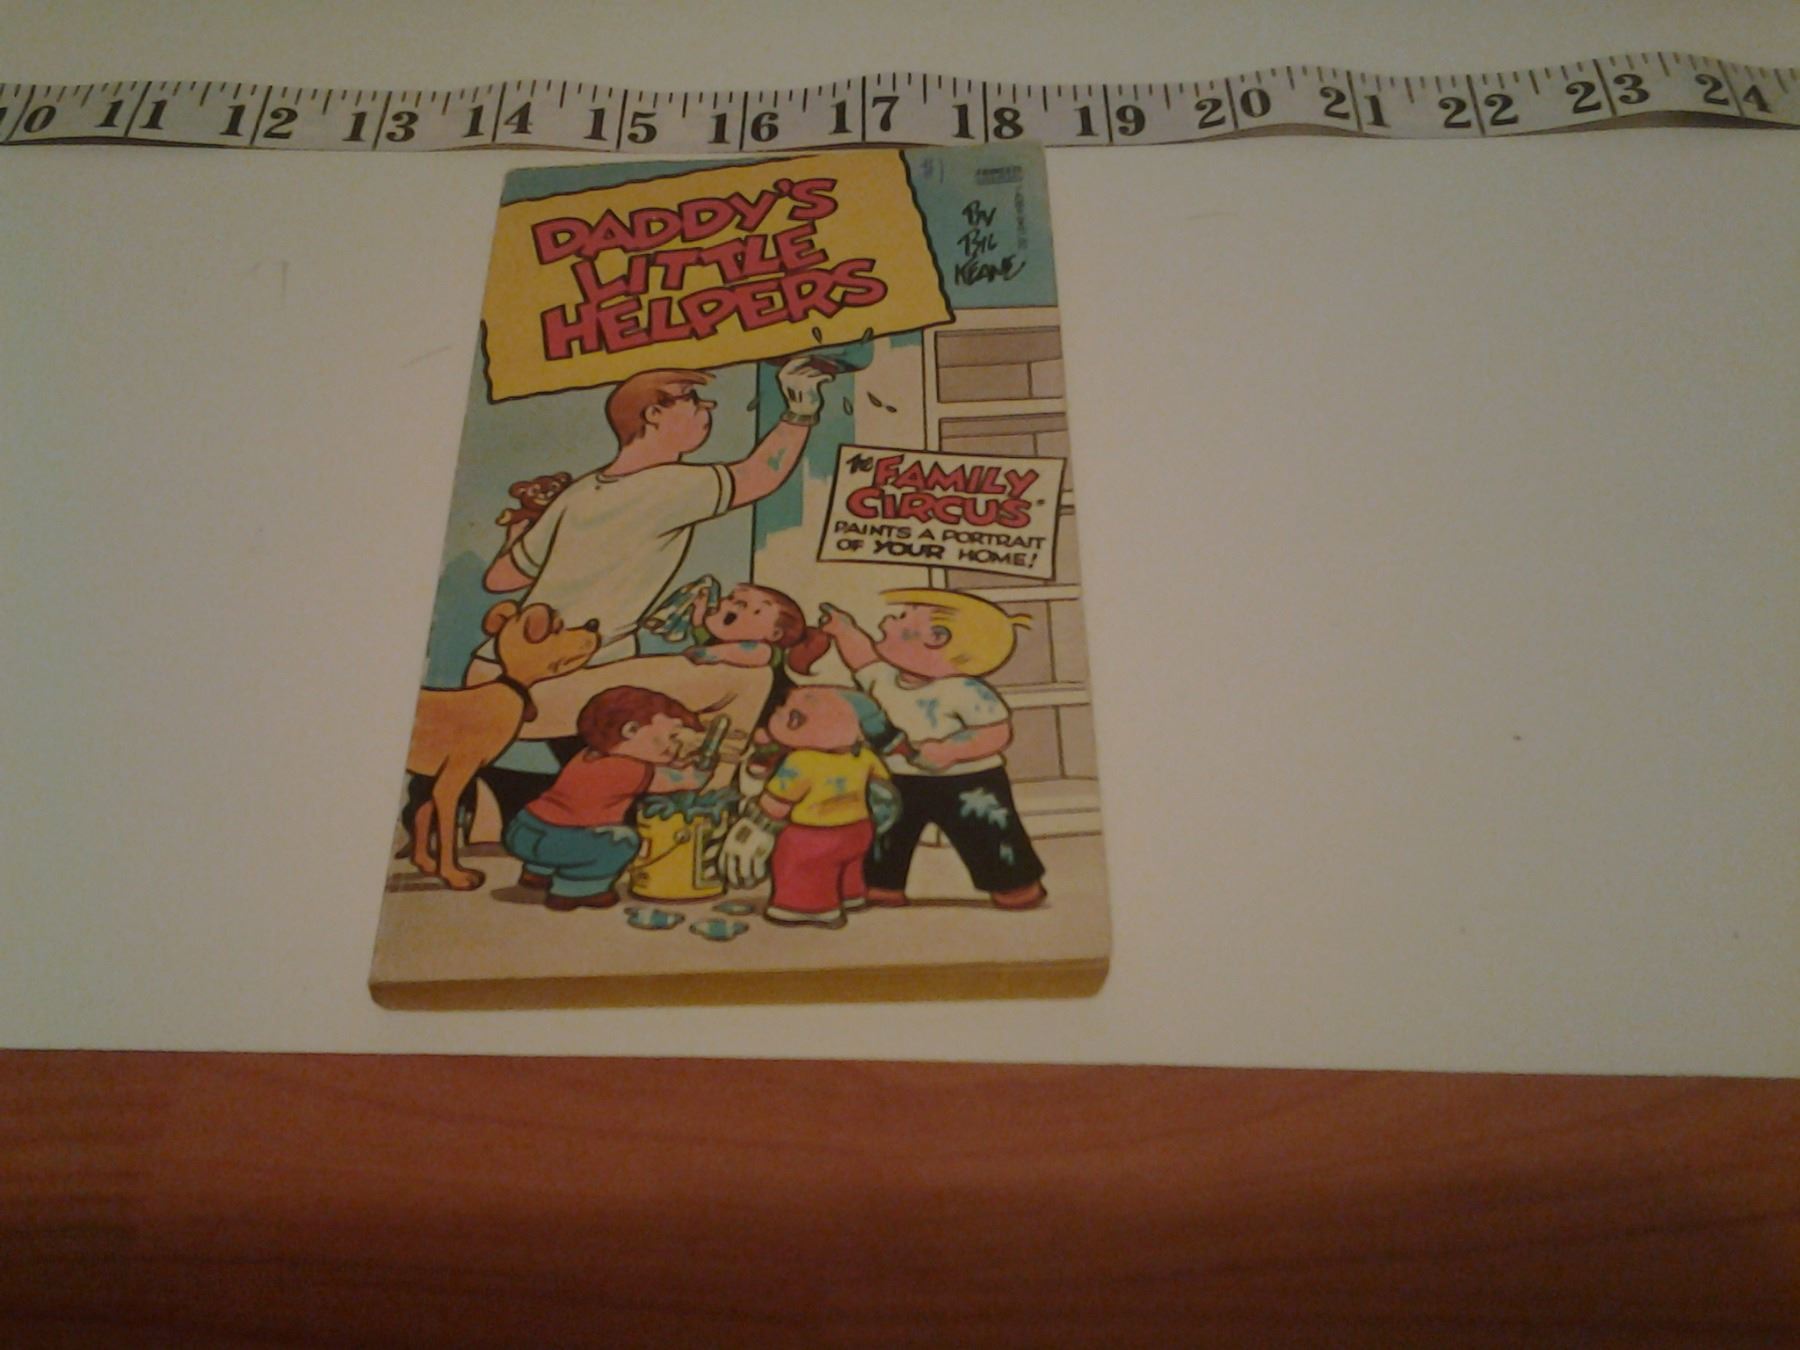 10 11 12 13 14 15 16 17 18 19 20 21 22 23 24
#1
DADDY'S
LITTLE
HELPERS
BY
BIL
KEANE
THE FAMILY
CIRCUS"
PAINTS A PORTRAIT
OF YOUR HOME!